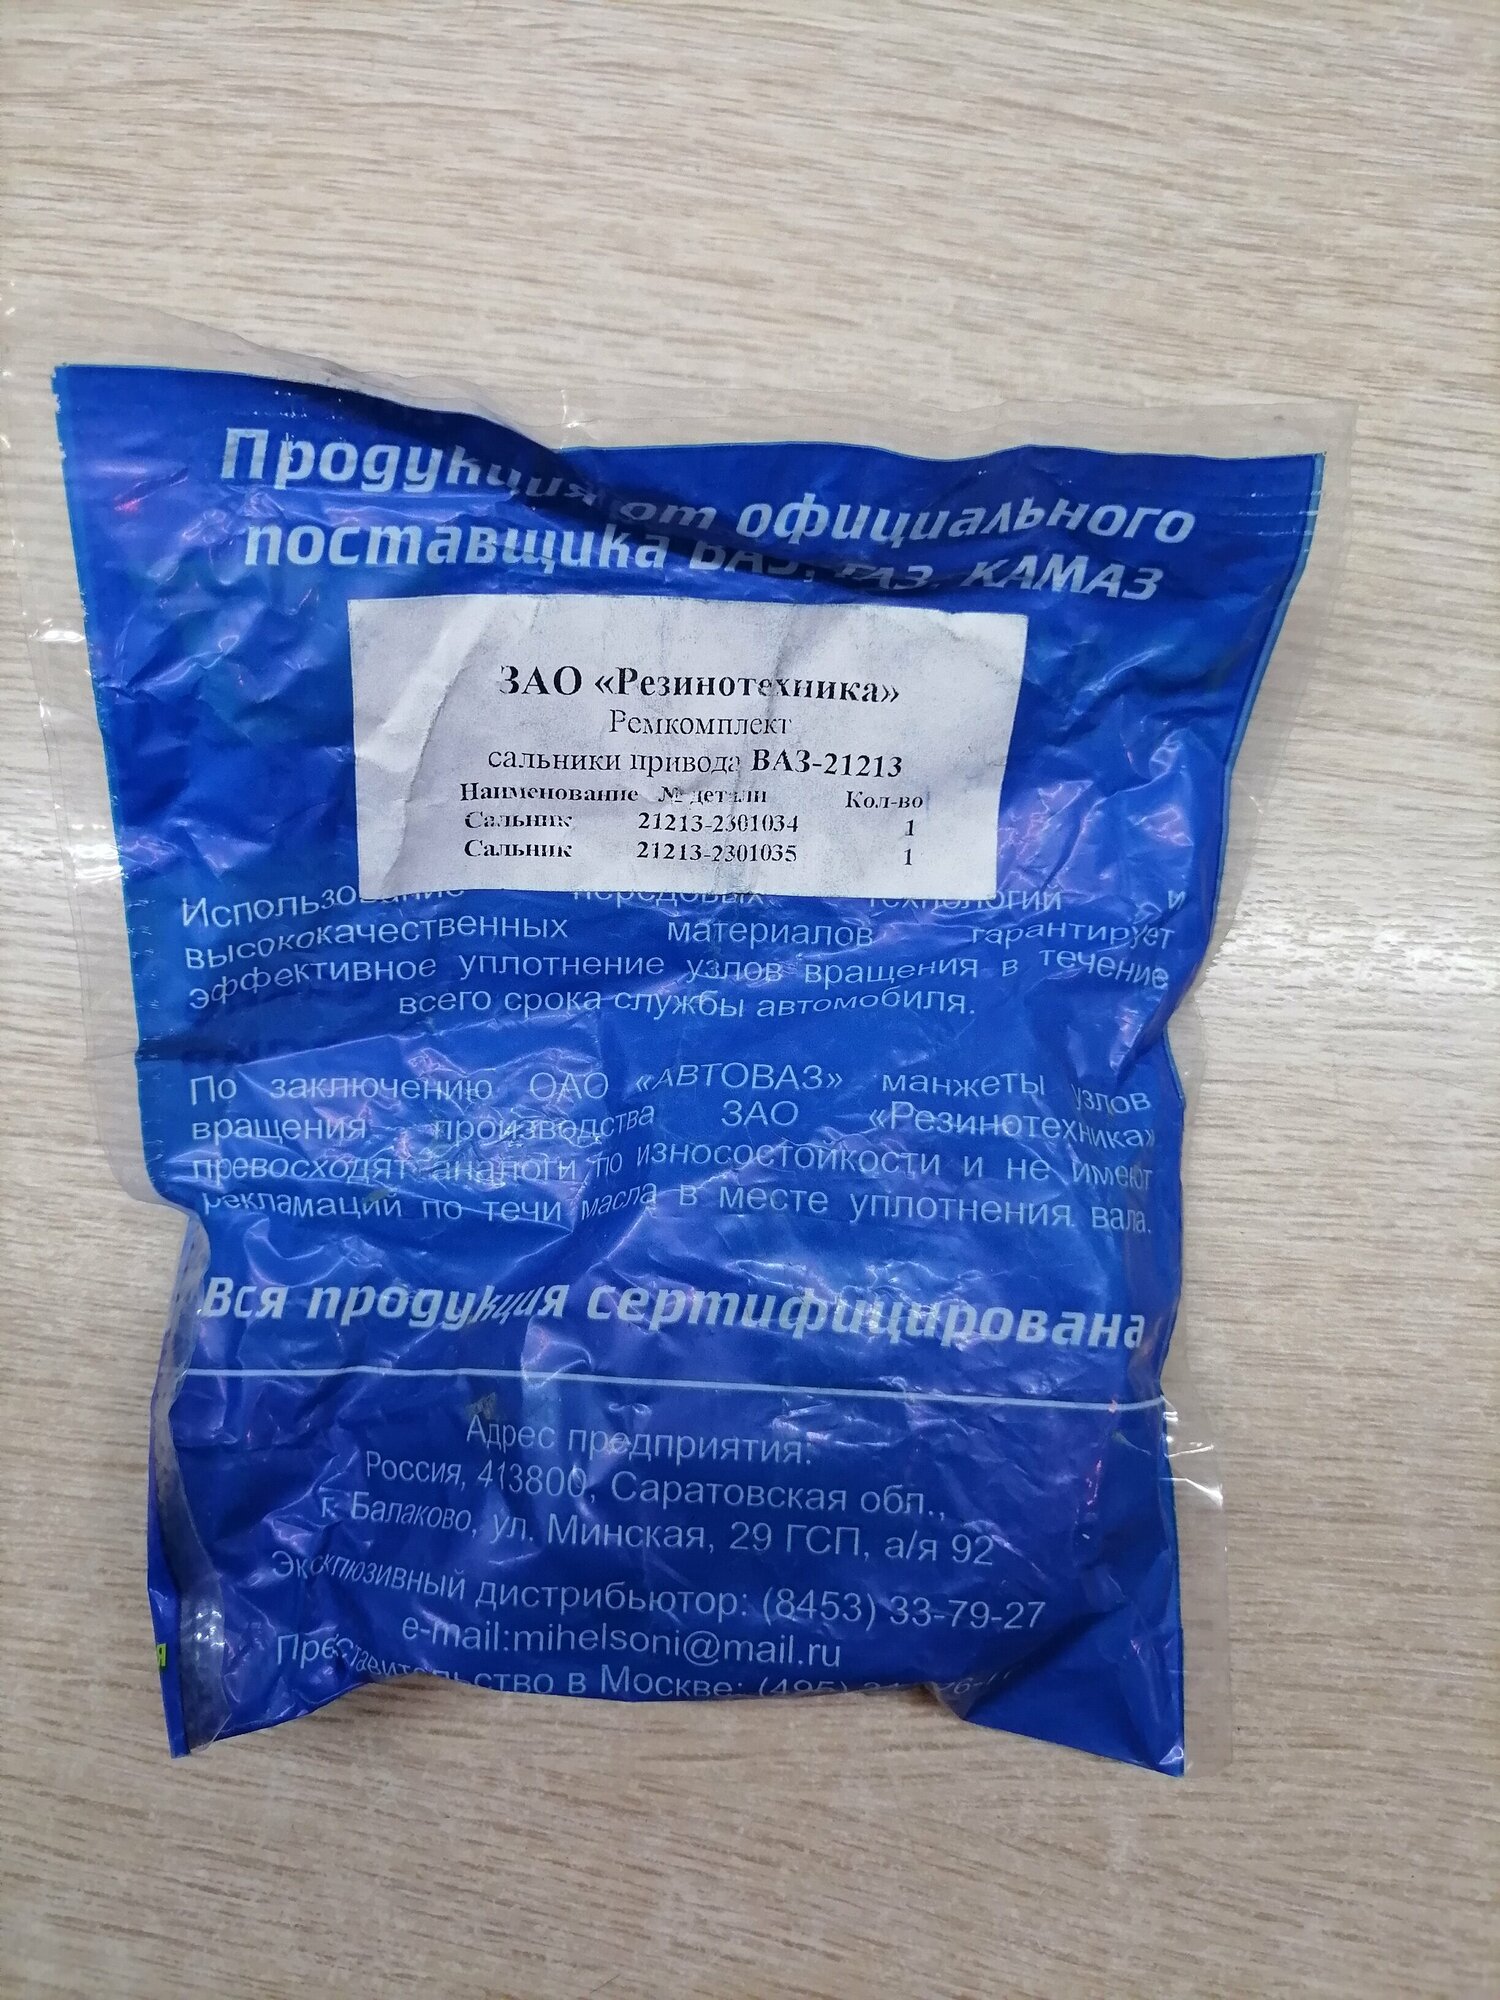 Продукция от официального
поставщика ВАЗ, ГАЗ, КАМАЗ
ЗАО «Резинотехника»
Ремкомплект
сальники привода ВАЗ-21213
Наименование № детали Кол-во
Сальник 21213-2301034 1
Сальник 21213-2301035 1
Использование передовых технологий и
высококачественных материалов гарантирует
эффективное уплотнение узлов вращения в течение
всего срока службы автомобиля.
По заключению ОАО «АВТОВАЗ» манжеты узлов
вращения производства ЗАО «Резинотехника»
превосходят аналоги по износостойкости и не имеют
рекламаций по течи масла в месте уплотнения вала.
Вся продукция сертифицирована
Адрес предприятия:
Россия, 413800, Саратовская обл.,
г. Балаково, ул. Минская, 29 ГСП, а/я 92
Эксклюзивный дистрибьютор: (8453) 33-79-27
e-mail:mihelsoni@mail.ru
Представительство в Москве: (495)